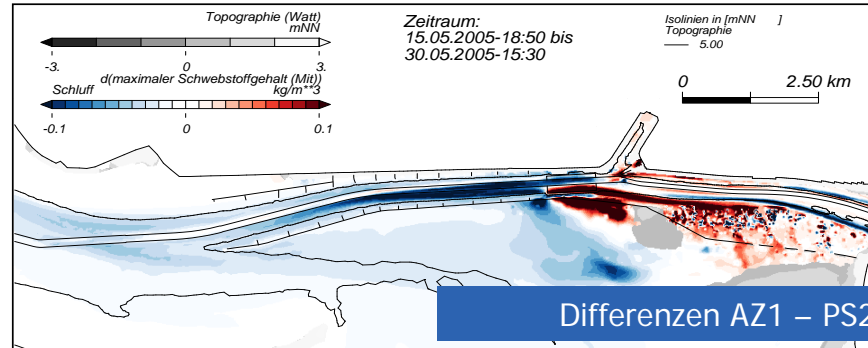 Topographie (Watt)
mNN
-3. 0 3.
d(maximaler Schwebstoffgehalt (Mit))
Schluff kg/m**3
-0.1 0 0.1
Zeitraum:
15.05.2005-18:50 bis
30.05.2005-15:30
Isolinien in [mNN ]
Topographie
5.00
0 2.50 km
Differenzen AZ1 – PS2